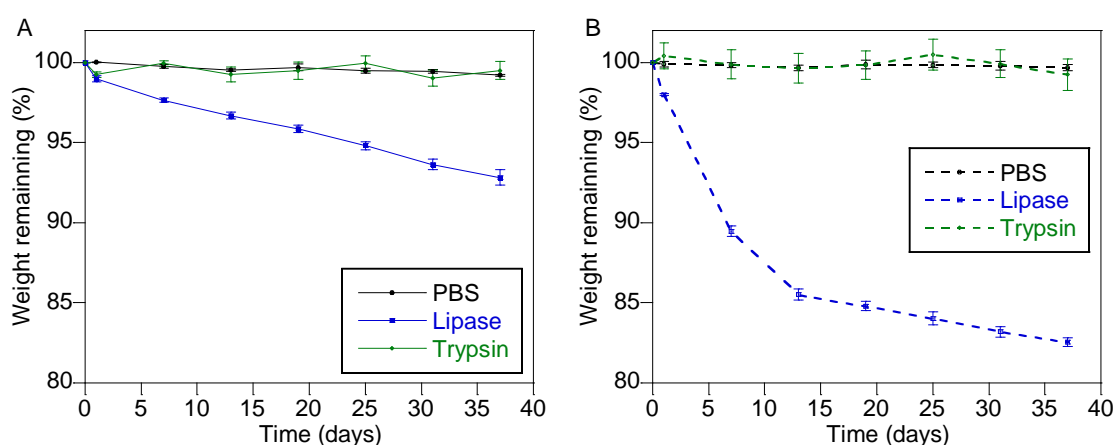 A
Weight remainning (%)
100
95
90
85
80
PBS
Lipase
Trypsin
0 5 10 15 20 25 30 35 40
Time (days)
B
Weight remaining (%)
100
95
90
85
80
PBS
Lipase
Trypsin
0 5 10 15 20 25 30 35 40
Time (days)